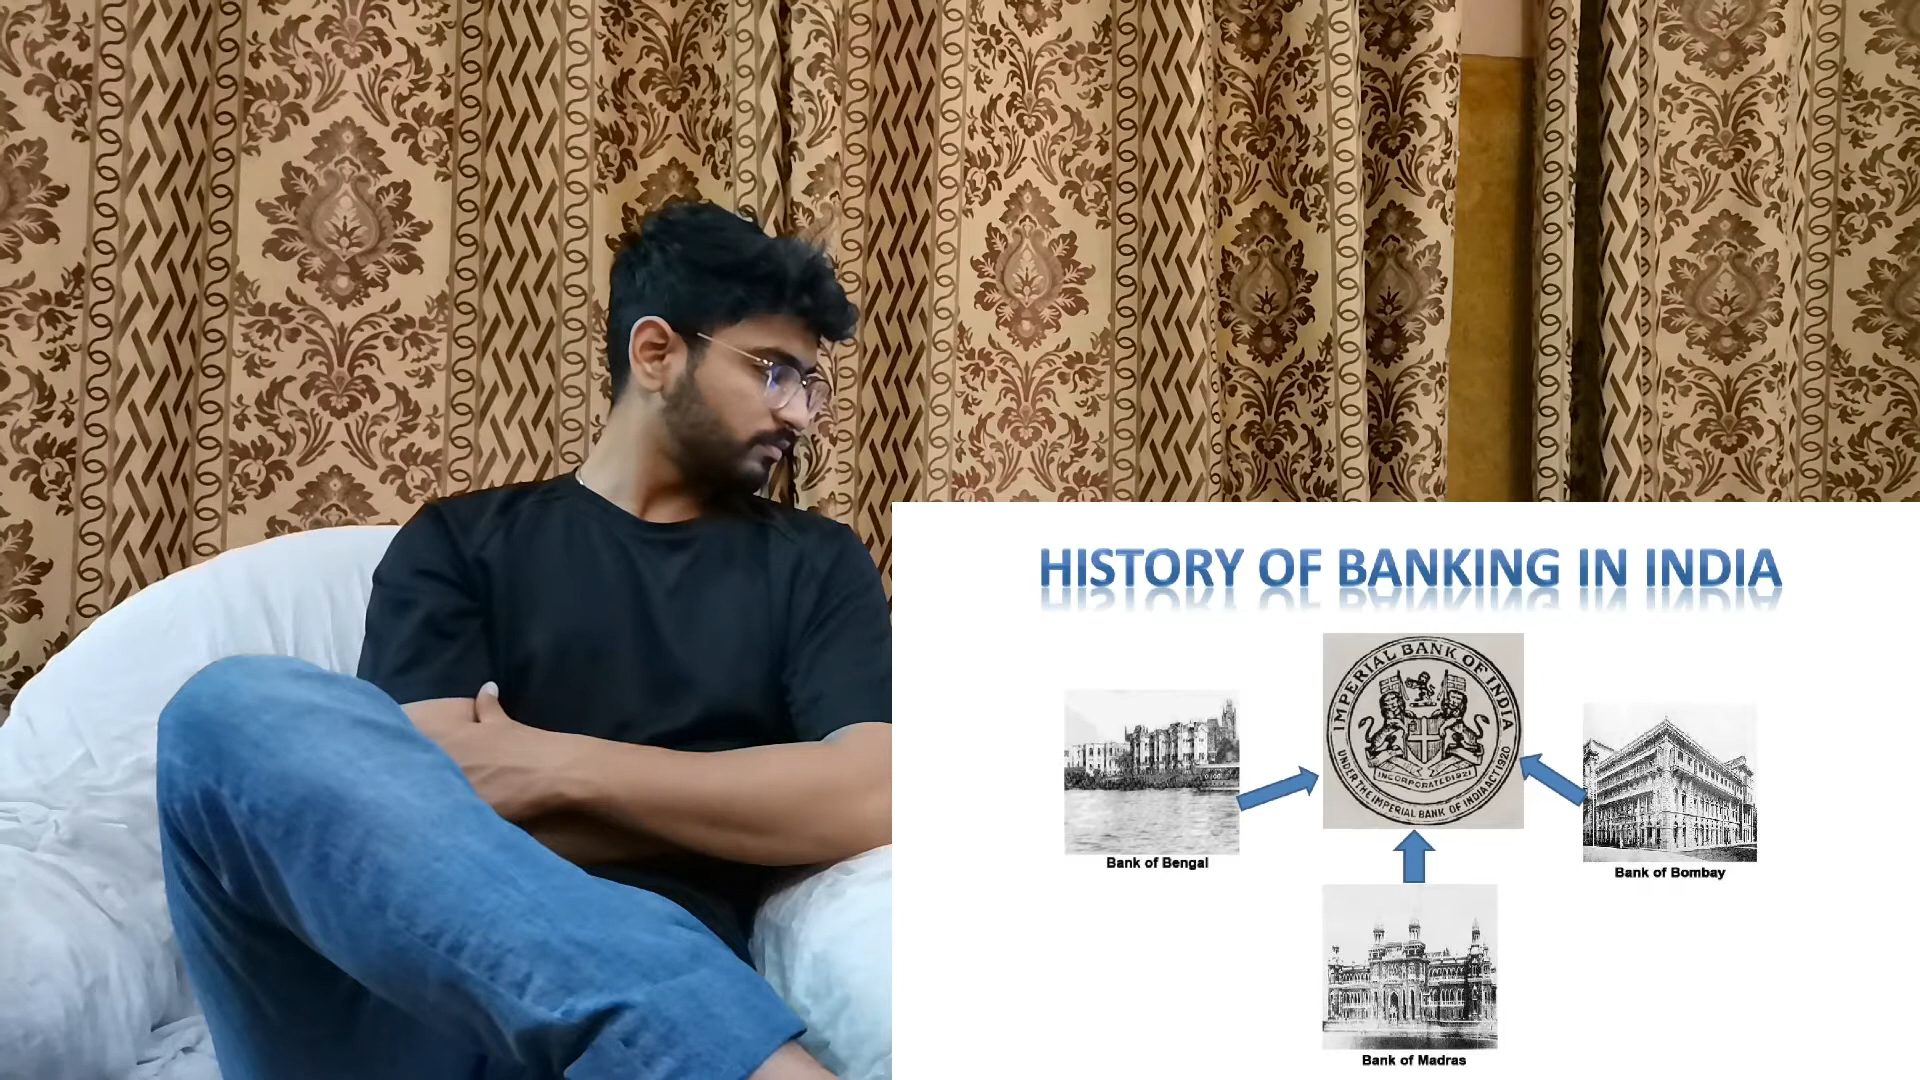 HISTORY OF BANKING IN INDIA
IMPERIAL BANK OF INDIA
INCORPORATED 1921
UNDER THE IMPERIAL BANK OF INDIA ACT 1920
Bank of Bengal
Bank of Bombay
Bank of Madras